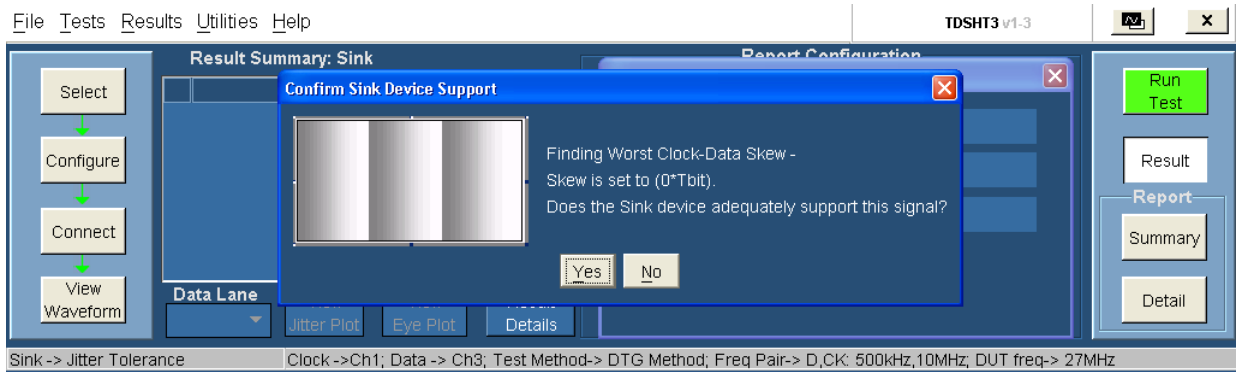 File Tests Results Utilities Help
TDSHT3 v1-3
x
Result Summary: Sink
Report Configuration
Select
Configure
Connect
View
Waveform
Confirm Sink Device Support
Finding Worst Clock-Data Skew -
Skew is set to (0*Tbit).
Does the Sink device adequately support this signal?
Yes No
Data Lane
Jitter Plot
Eye Plot
Details
Run
Test
Result
Report
Summary
Detail
Sink -> Jitter Tolerance
Clock ->Ch1; Data -> Ch3; Test Method-> DTG Method; Freq Pair-> D,CK: 500kHz,10MHz; DUT freq-> 27MHz